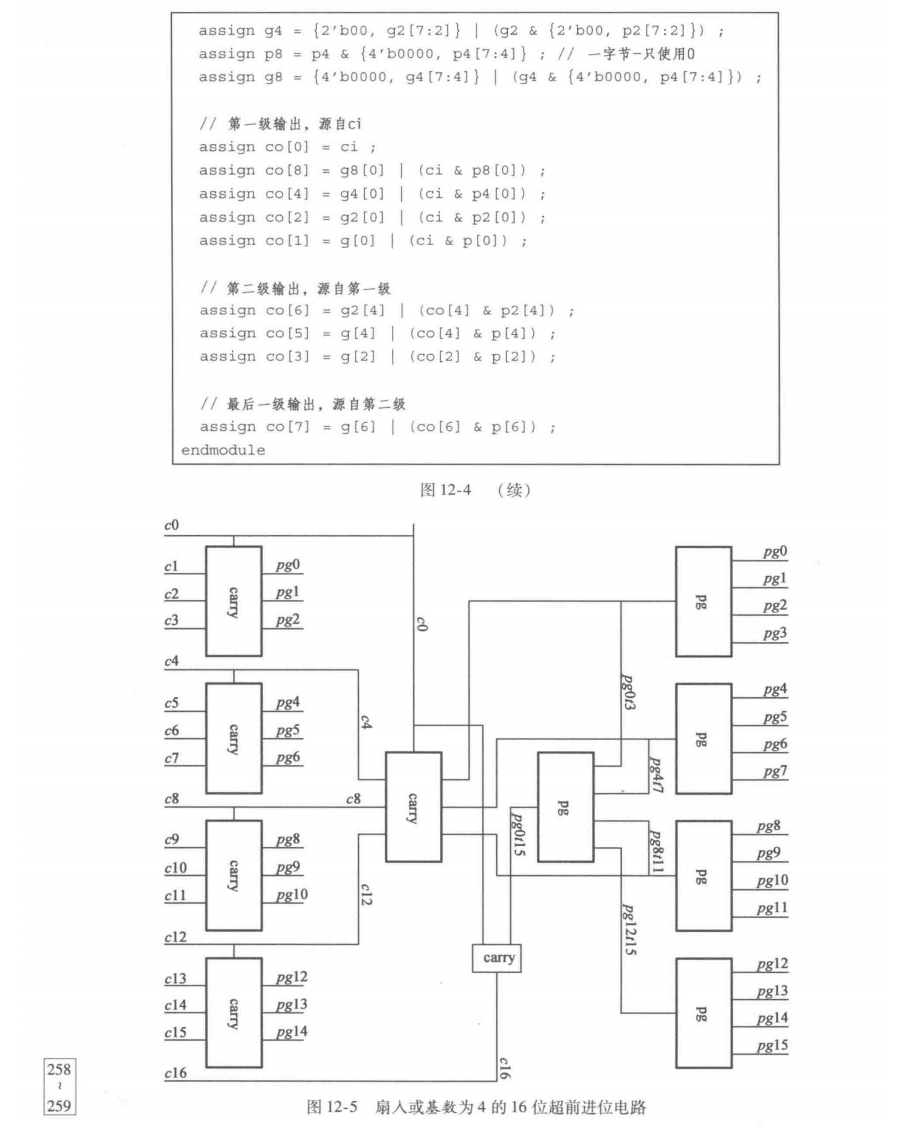 assign g4 = {2'b00, g2[7:2]} | (g2 & {2'b00, p2[7:2]}) ;
assign p8 = p4 & {4'b0000, p4[7:4]} ; // 一字节-只使用0
assign g8 = {4'b0000, g4[7:4]} | (g4 & {4'b0000, p4[7:4]}) ;
// 第一级输出，源自ci
assign co[0] = ci ;
assign co[8] = g8[0] | (ci & p8[0]) ;
assign co[4] = g4[0] | (ci & p4[0]) ;
assign co[2] = g2[0] | (ci & p2[0]) ;
assign co[1] = g[0] | (ci & p[0]) ;
// 第二级输出，源自第一级
assign co[6] = g2[4] | (co[4] & p2[4]) ;
assign co[5] = g[4] | (co[4] & p[4]) ;
assign co[3] = g[2] | (co[2] & p[2]) ;
// 最后一级输出，源自第二级
assign co[7] = g[6] | (co[6] & p[6]) ;
endmodule
图 12-4 （续）
c0
c1
c2
c3
carry
pg0
pg1
pg2
c4
c5
c6
c7
carry
pg4
pg5
pg6
c8
c9
c10
c11
carry
pg8
pg9
pg10
c12
c13
c14
c15
carry
pg12
pg13
pg14
c16
c0
c4
c8
c12
carry
carry
c16
pg0t15
pg
pg0t3
pg4t7
pg8t11
pg12t15
pg
pg0
pg1
pg2
pg3
pg
pg4
pg5
pg6
pg7
pg
pg8
pg9
pg10
pg11
pg
pg12
pg13
pg14
pg15
258
~
259
图 12-5 扇入或基数为 4 的 16 位超前进位电路